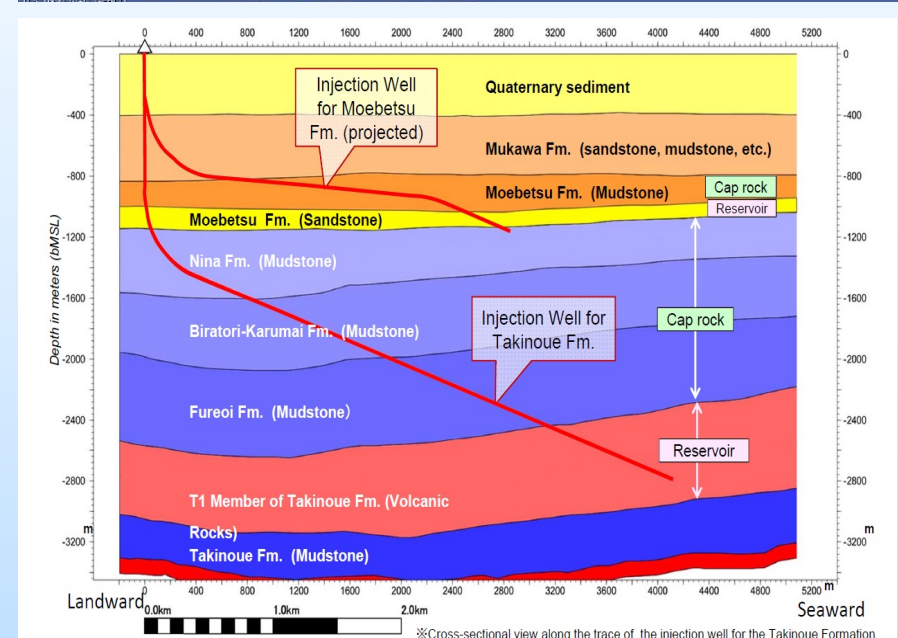 0 400 800 1200 1600 2000 2400 2800 3200 3600 4000 4400 4800 5200
0 0
Quaternary sediment
Injection Well
for Moebetsu
Fm. (projected)
-400 -400
Mukawa Fm. (sandstone, mudstone, etc.)
-800 -800
Moebetsu Fm. (Mudstone)
Cap rock
Reservoir
Moebetsu Fm. (Sandstone)
-1200 -1200
Nina Fm. (Mudstone)
Depth in meters (bMSL)
-1600 -1600
Injection Well for
Takinoue Fm.
Cap rock
Biratori-Karumai Fm. (Mudstone)
-2000 -2000
Fureoi Fm. (Mudstone)
-2400 -2400
Reservoir
-2800 -2800
T1 Member of Takinoue Fm. (Volcanic
Rocks)
m m
-3200 -3200
Takinoue Fm. (Mudstone)
0 400 800 1200 1600 2000 2400 2800 3200 3600 4000 4400 4800 5200 m
Landward
0.0km 1.0km 2.0km
Seaward
※Cross-sectional view along the trace of the injection well for the Takinoue Formation